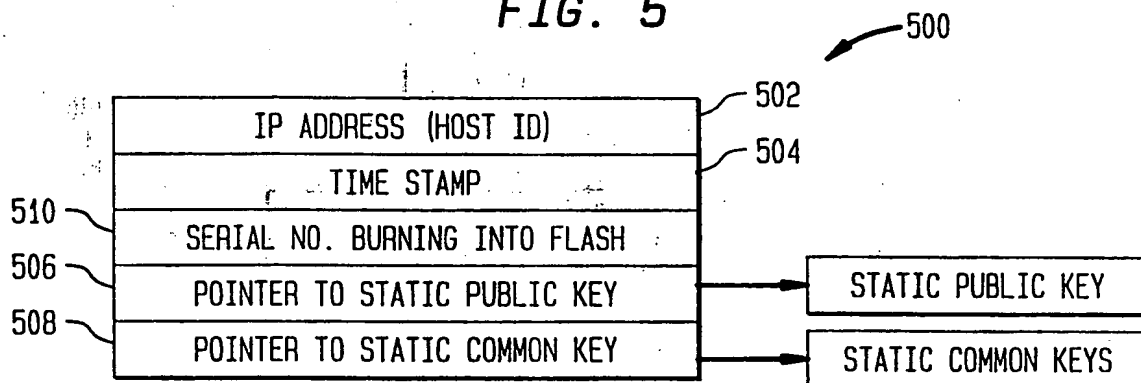 FIG. 5
500
IP ADDRESS (HOST ID)
502
TIME STAMP
504
510
SERIAL NO. BURNING INTO FLASH
506
POINTER TO STATIC PUBLIC KEY
STATIC PUBLIC KEY
508
POINTER TO STATIC COMMON KEY
STATIC COMMON KEYS